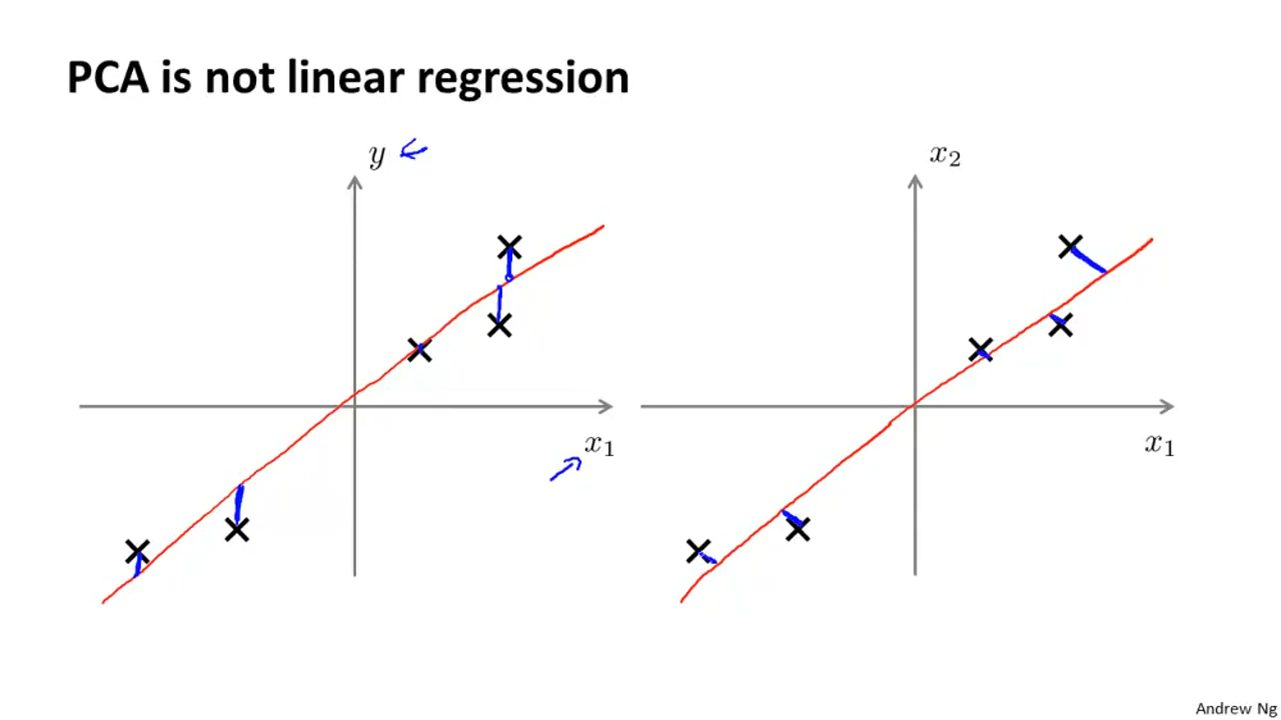 PCA is not linear regression
y
x₂
x₁
x₁
Andrew Ng